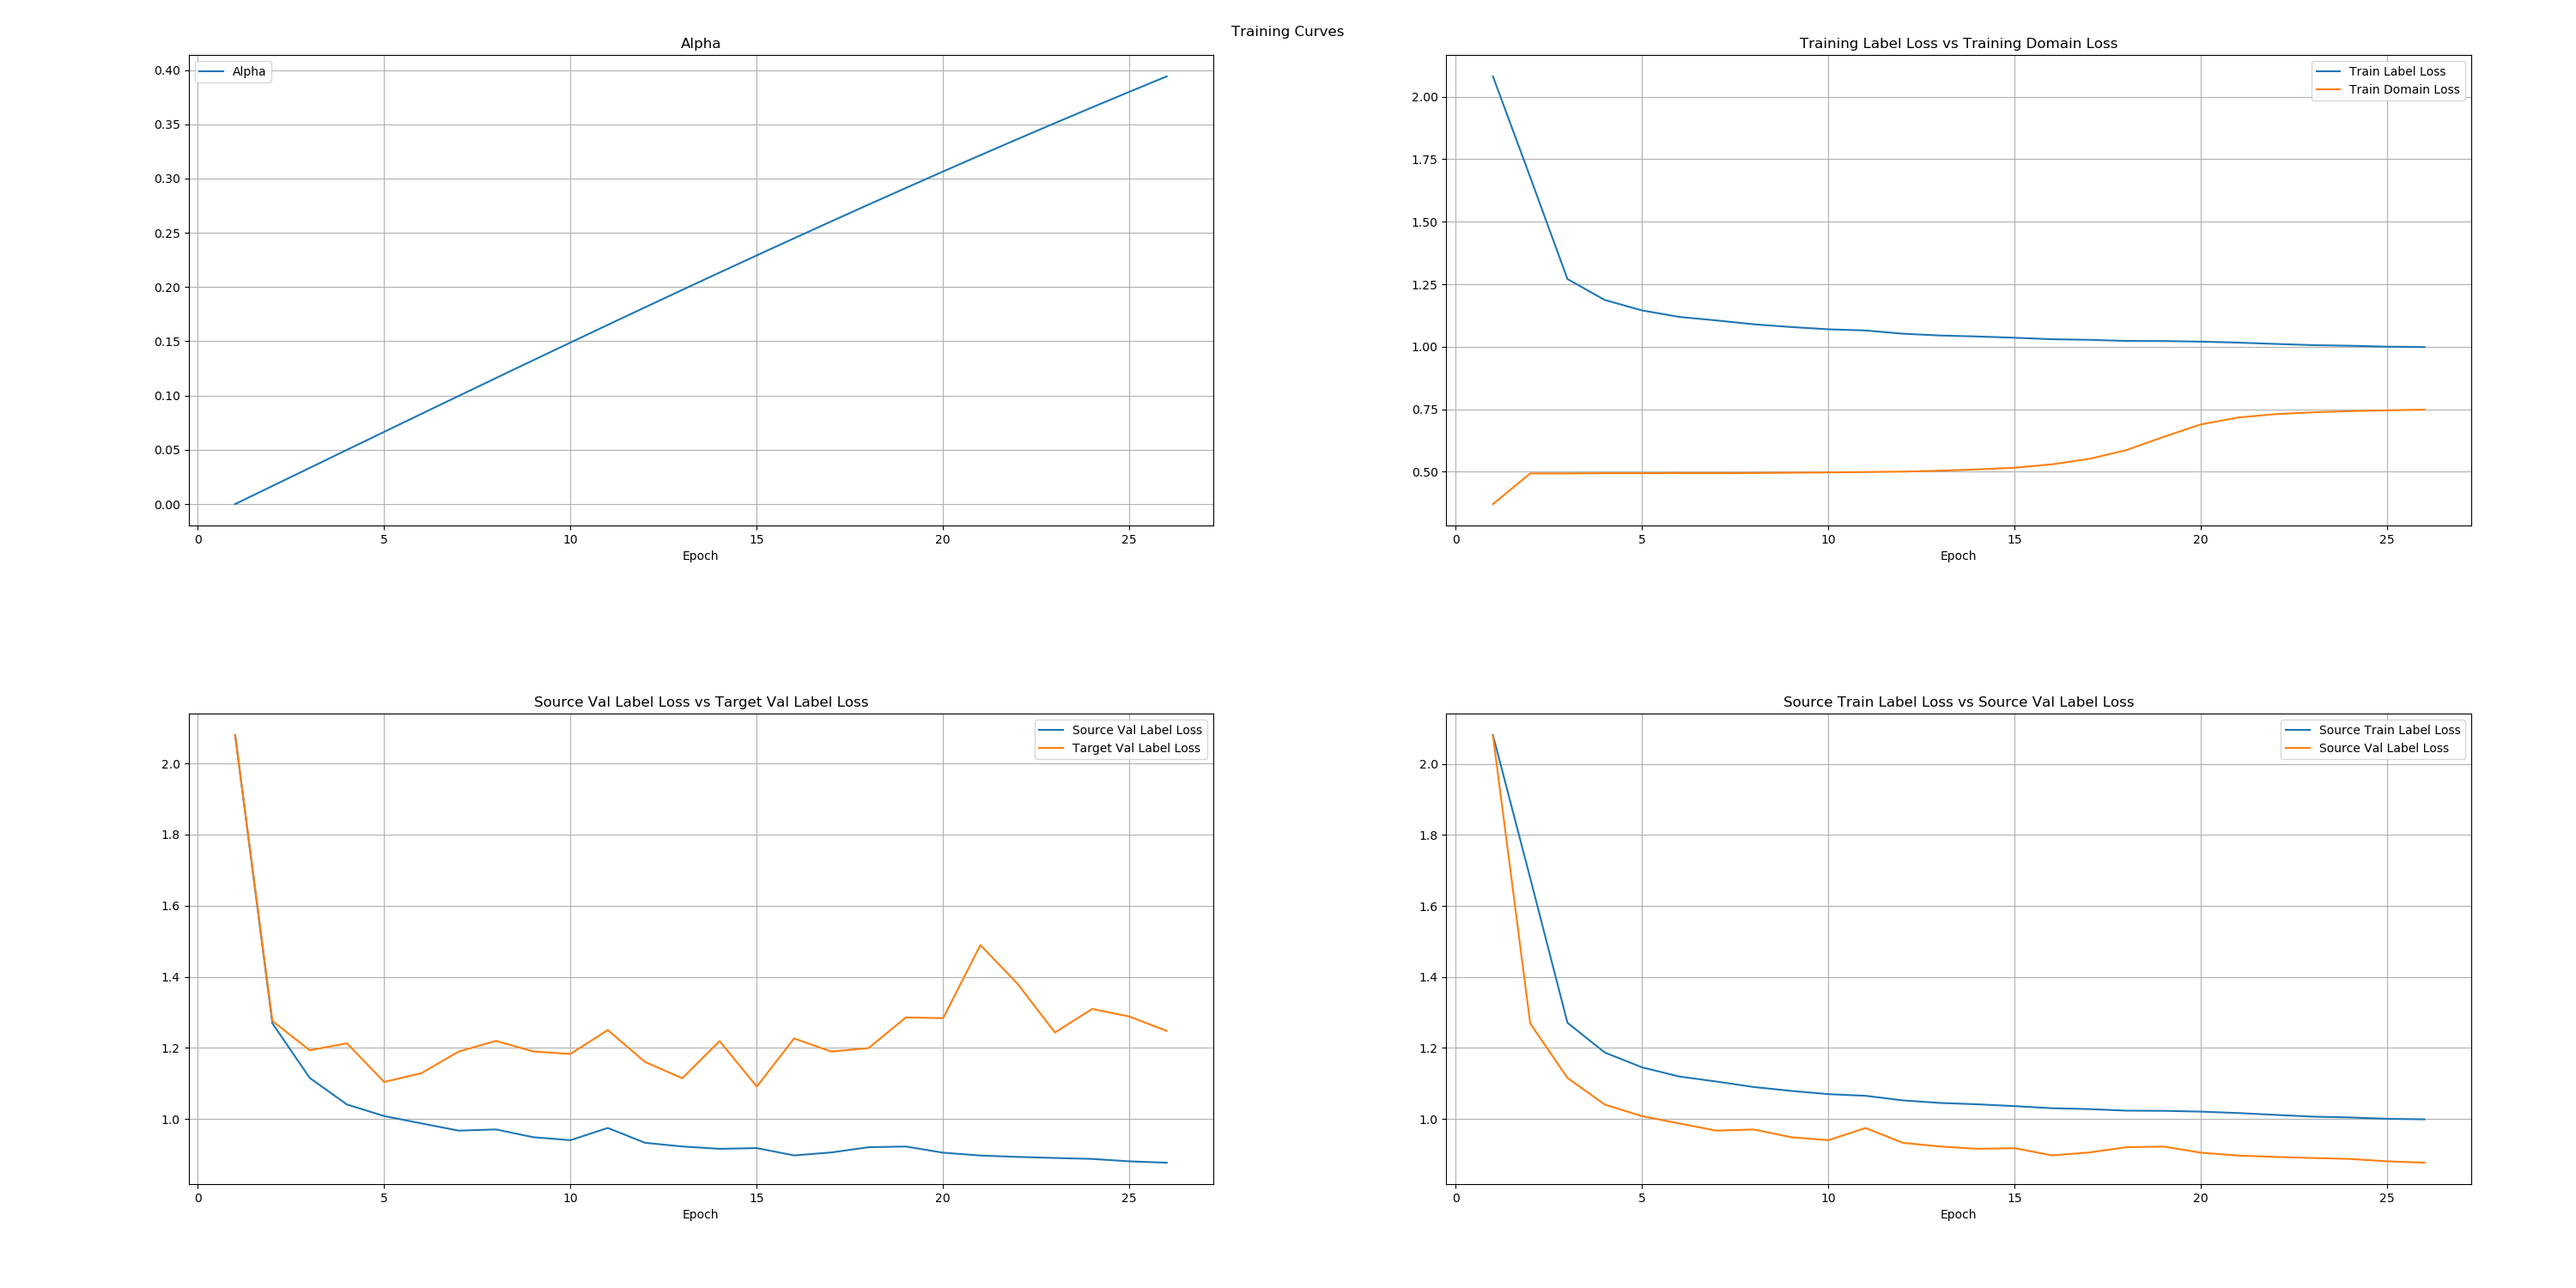 Training Curves
Alpha
Alpha
0.40
0.35
0.30
0.25
0.20
0.15
0.10
0.05
0.00
0 5 10 15 20 25
Epoch
Training Label Loss vs Training Domain Loss
Train Label Loss
Train Domain Loss
2.00
1.75
1.50
1.25
1.00
0.75
0.50
0 5 10 15 20 25
Epoch
Source Val Label Loss vs Target Val Label Loss
Source Val Label Loss
Target Val Label Loss
2.0
1.8
1.6
1.4
1.2
1.0
0 5 10 15 20 25
Epoch
Source Train Label Loss vs Source Val Label Loss
Source Train Label Loss
Source Val Label Loss
2.0
1.8
1.6
1.4
1.2
1.0
0 5 10 15 20 25
Epoch